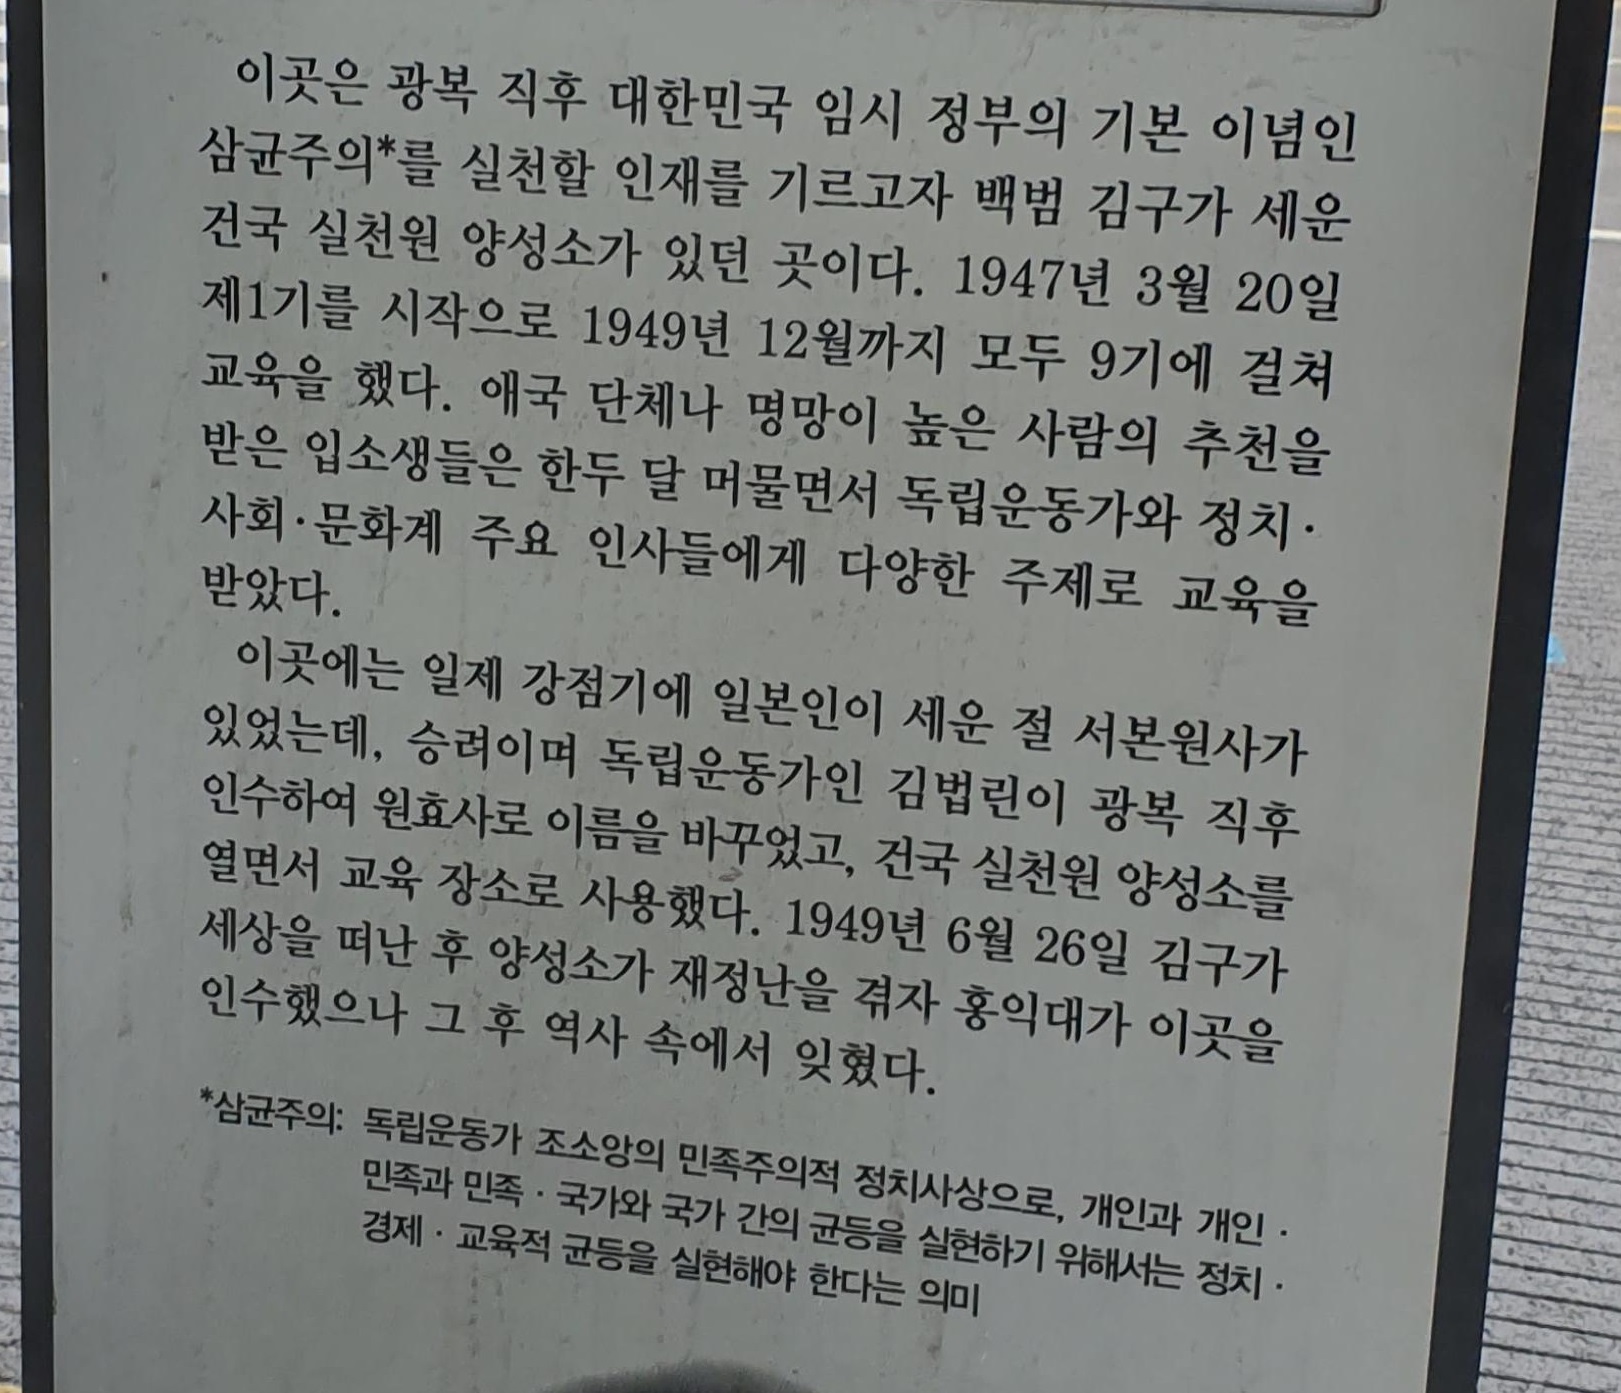 이곳은 광복 직후 대한민국 임시 정부의 기본 이념인
삼균주의*를 실천할 인재를 기르고자 백범 김구가 세운
건국 실천원 양성소가 있던 곳이다. 1947년 3월 20일
제1기를 시작으로 1949년 12월까지 모두 9기에 걸쳐
교육을 했다. 애국 단체나 명망이 높은 사람의 추천을
받은 입소생들은 한두 달 머물면서 독립운동가와 정치·
사회·문화계 주요 인사들에게 다양한 주제로 교육을
받았다.
이곳에는 일제 강점기에 일본인이 세운 절 서본원사가
있었는데, 승려이며 독립운동가인 김법린이 광복 직후
인수하여 원효사로 이름을 바꾸었고, 건국 실천원 양성소를
열면서 교육 장소로 사용했다. 1949년 6월 26일 김구가
세상을 떠난 후 양성소가 재정난을 겪자 홍익대가 이곳을
인수했으나 그 후 역사 속에서 잊혔다.
*삼균주의: 독립운동가 조소앙의 민족주의적 정치사상으로, 개인과 개인 ·
민족과 민족 · 국가와 국가 간의 균등을 실현하기 위해서는 정치 ·
경제 · 교육적 균등을 실현해야 한다는 의미